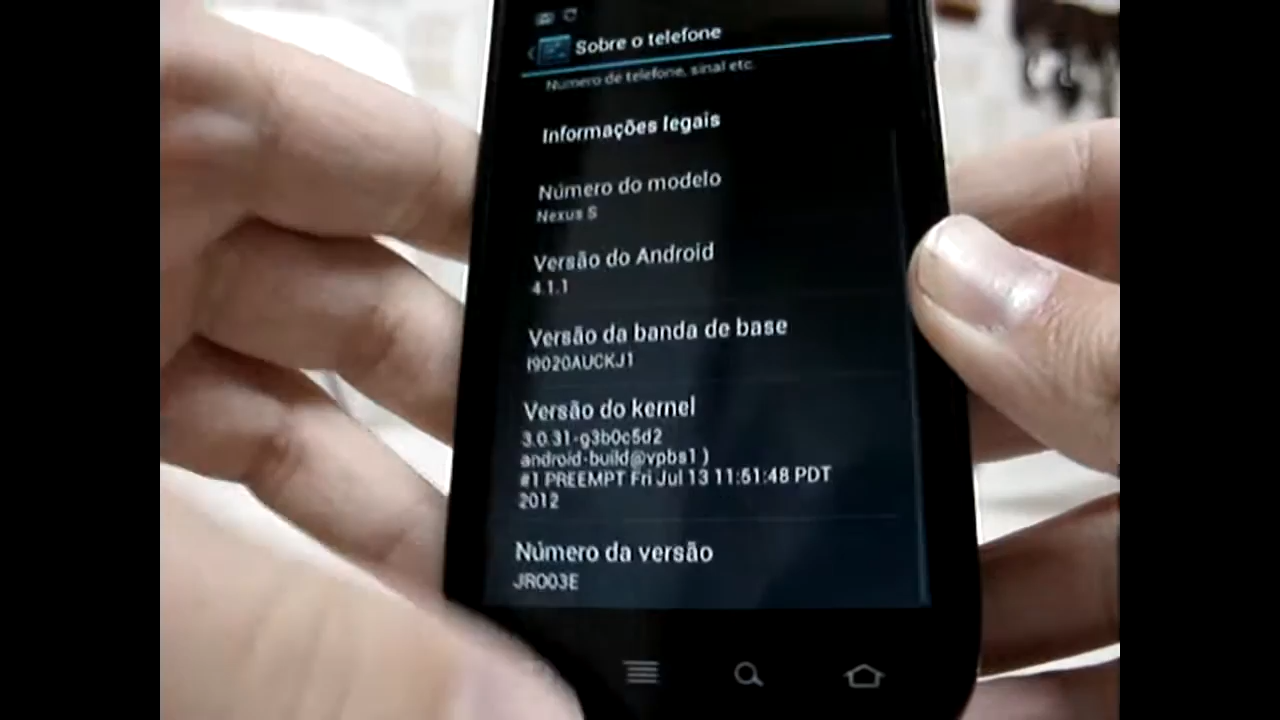 Sobre o telefone
Número de telefone, sinal etc.
Informações legais
Número do modelo
Nexus S
Versão do Android
4.1.1
Versão da banda de base
I9020AUCKJ1
Versão do kernel
3.0.31-g3b0c5d2
android-build@vpbs1 )
#1 PREEMPT Fri Jul 13 11:51:48 PDT
2012
Número da versão
JRO03E